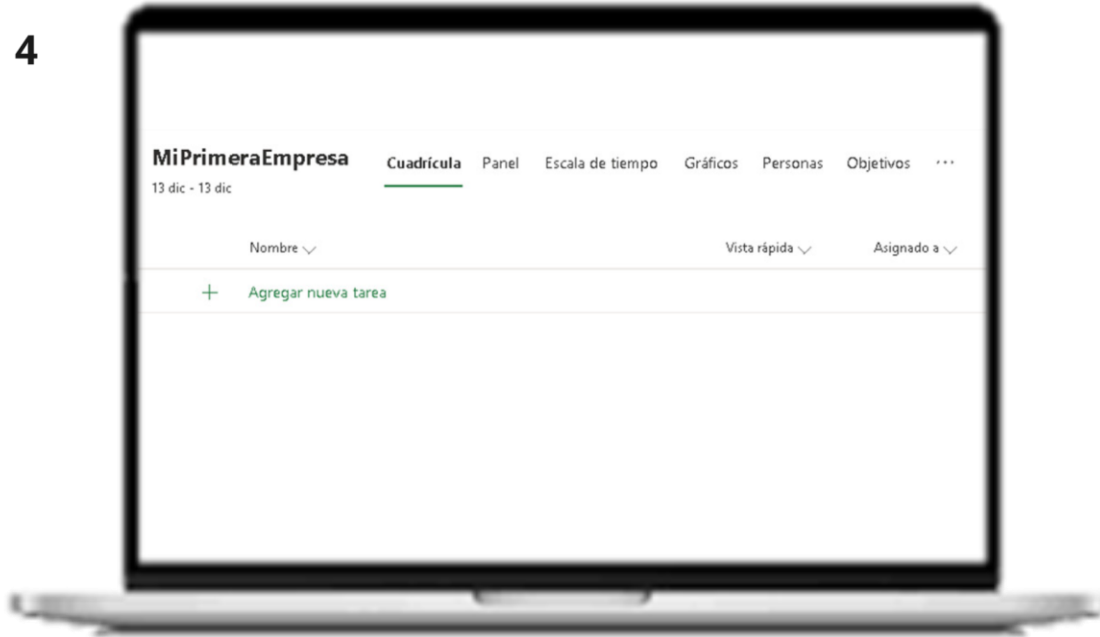 4
MiPrimeraEmpresa
Cuadrícula Panel Escala de tiempo Gráficos Personas Objetivos ...
13 dic - 13 dic
Nombre Vista rápida Asignado a
+ Agregar nueva tarea